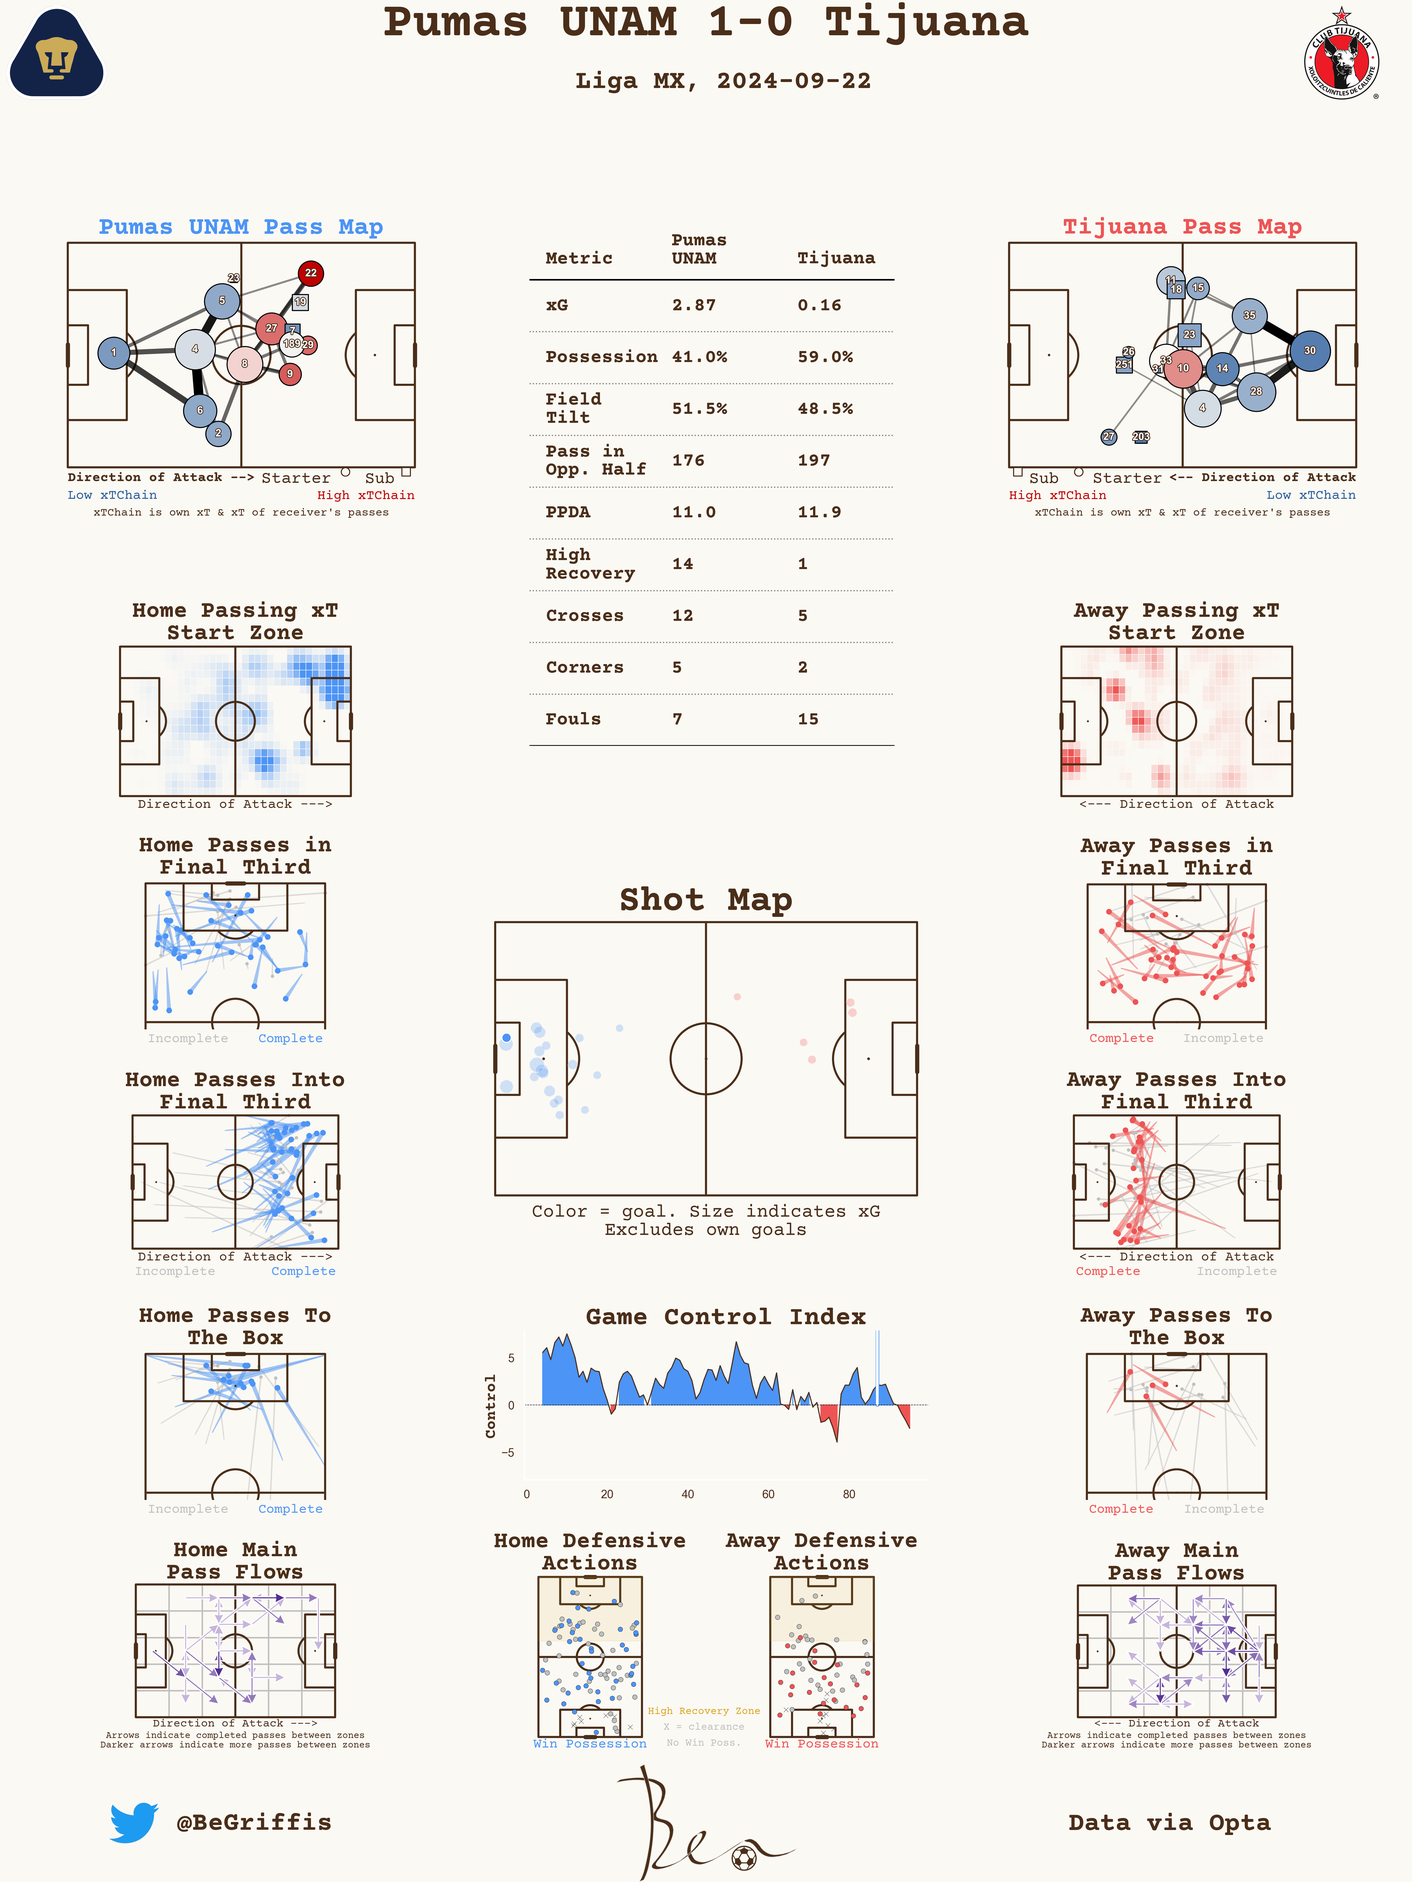 Pumas UNAM 1-0 Tijuana
Liga MX, 2024-09-22
CLUB TIJUANA
XOLOITZCUINTLES DE CALIENTE
®
Pumas UNAM Pass Map
23
22
5
19
27
7
189
29
4
1
8
9
6
2
Direction of Attack --> Starter Sub
Low xTChain High xTChain
xTChain is own xT & xT of receiver's passes
Metric Pumas UNAM Tijuana
xG 2.87 0.16
Possession 41.0% 59.0%
Field Tilt 51.5% 48.5%
Pass in Opp. Half 176 197
PPDA 11.0 11.9
High Recovery 14 1
Crosses 12 5
Corners 5 2
Fouls 7 15
Tijuana Pass Map
11
18
15
35
23
30
26
33
251
31
10
14
28
4
27
203
Sub Starter <-- Direction of Attack
High xTChain Low xTChain
xTChain is own xT & xT of receiver's passes
Home Passing xT
Start Zone
Direction of Attack --->
Away Passing xT
Start Zone
<--- Direction of Attack
Home Passes in
Final Third
Incomplete Complete
Away Passes in
Final Third
Complete Incomplete
Shot Map
Color = goal. Size indicates xG
Excludes own goals
Home Passes Into
Final Third
Direction of Attack --->
Incomplete Complete
Away Passes Into
Final Third
<--- Direction of Attack
Complete Incomplete
Home Passes To
The Box
Incomplete Complete
Game Control Index
Control
5
0
−5
0 20 40 60 80
Away Passes To
The Box
Complete Incomplete
Home Main
Pass Flows
Direction of Attack --->
Arrows indicate completed passes between zones
Darker arrows indicate more passes between zones
Home Defensive
Actions
Win Possession
High Recovery Zone
X = clearance
No Win Poss.
Away Defensive
Actions
Win Possession
Away Main
Pass Flows
<--- Direction of Attack
Arrows indicate completed passes between zones
Darker arrows indicate more passes between zones
@BeGriffis
Ben
Data via Opta